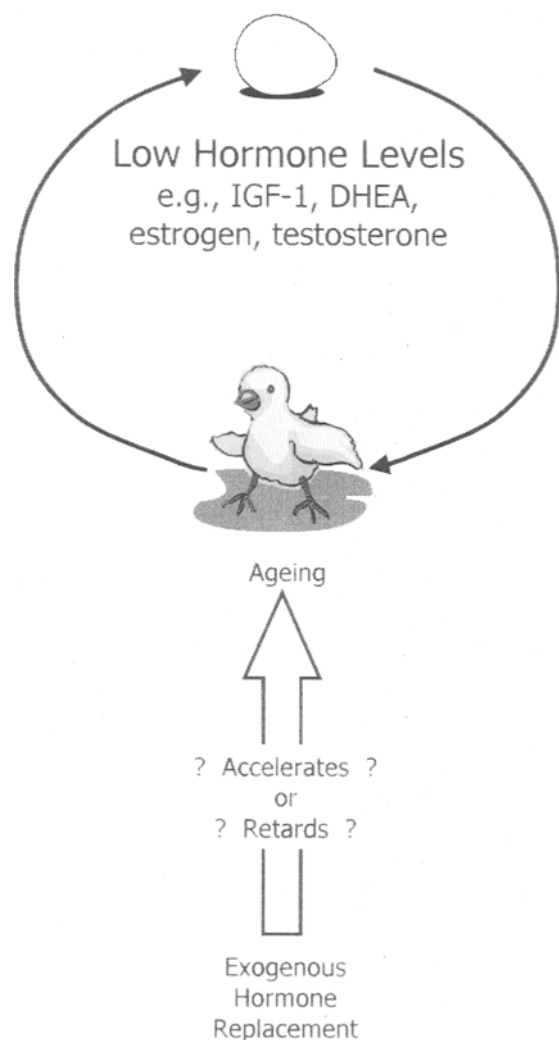 Low Hormone Levels
e.g., IGF-1, DHEA,
estrogen, testosterone
Ageing
? Accelerates ?
or
? Retards ?
Exogenous
Hormone
Replacement